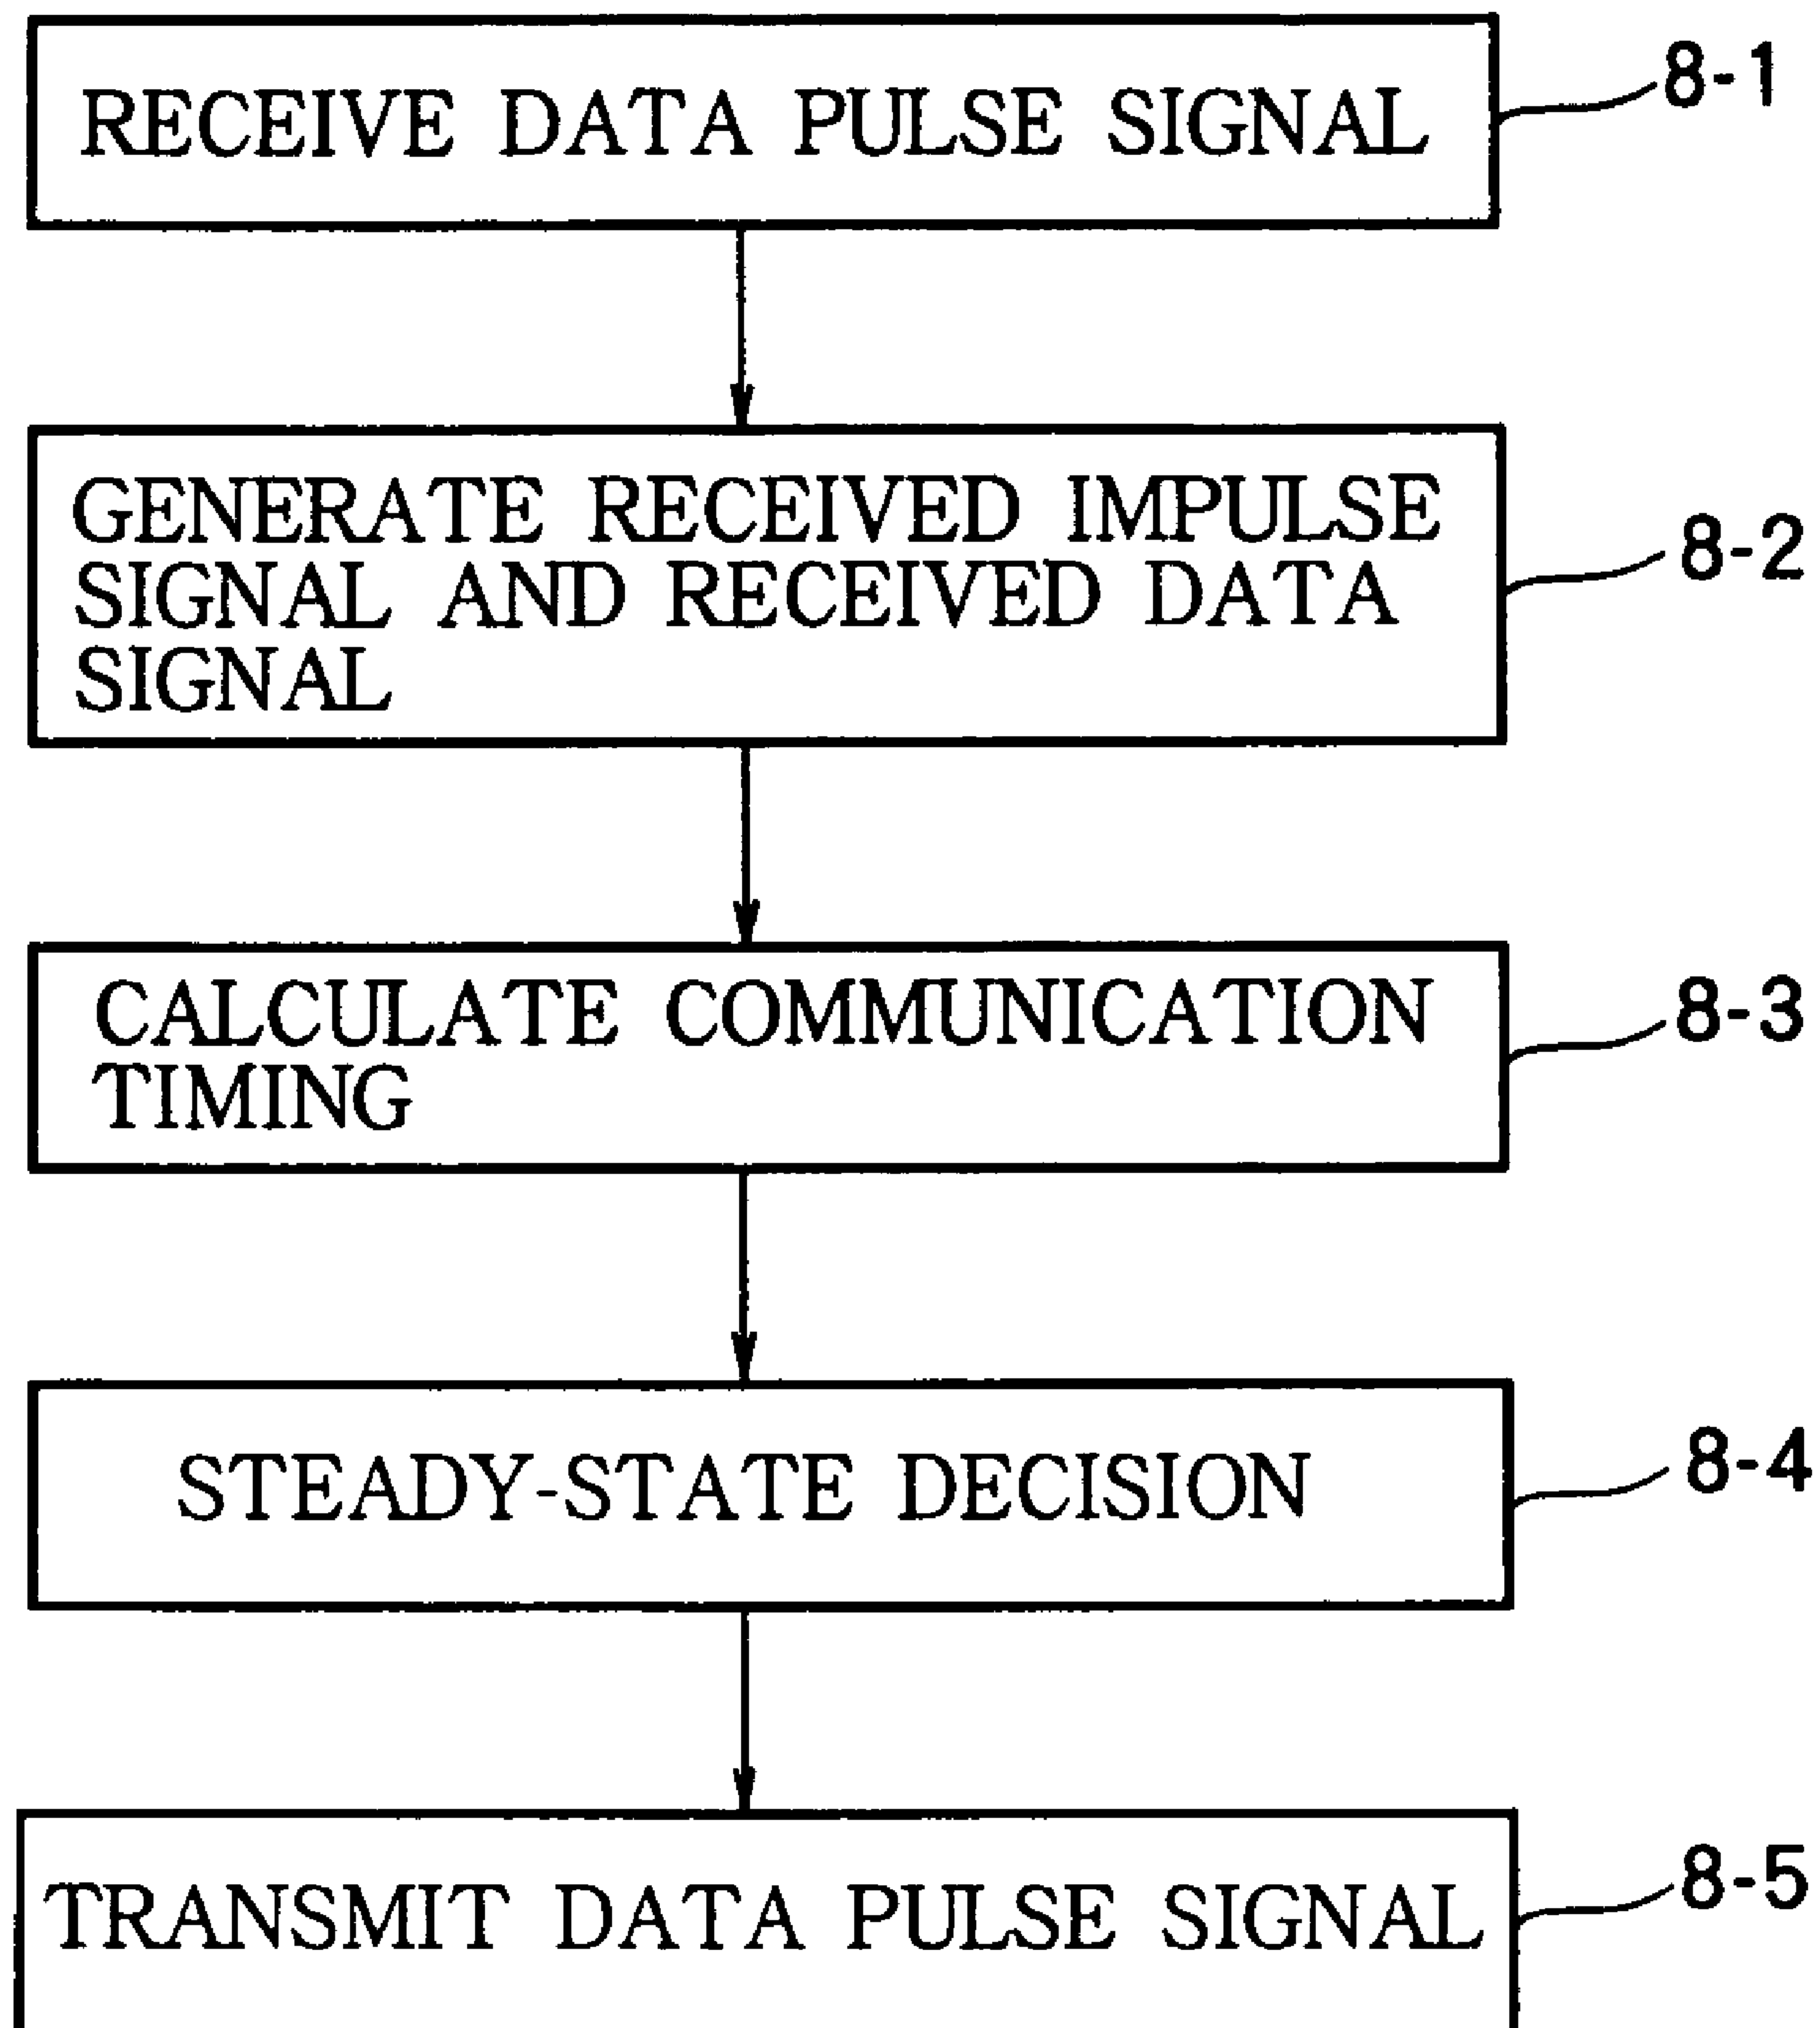 RECEIVE DATA PULSE SIGNAL
8-1
GENERATE RECEIVED IMPULSE
SIGNAL AND RECEIVED DATA
SIGNAL
8-2
CALCULATE COMMUNICATION
TIMING
8-3
STEADY-STATE DECISION
8-4
TRANSMIT DATA PULSE SIGNAL
8-5